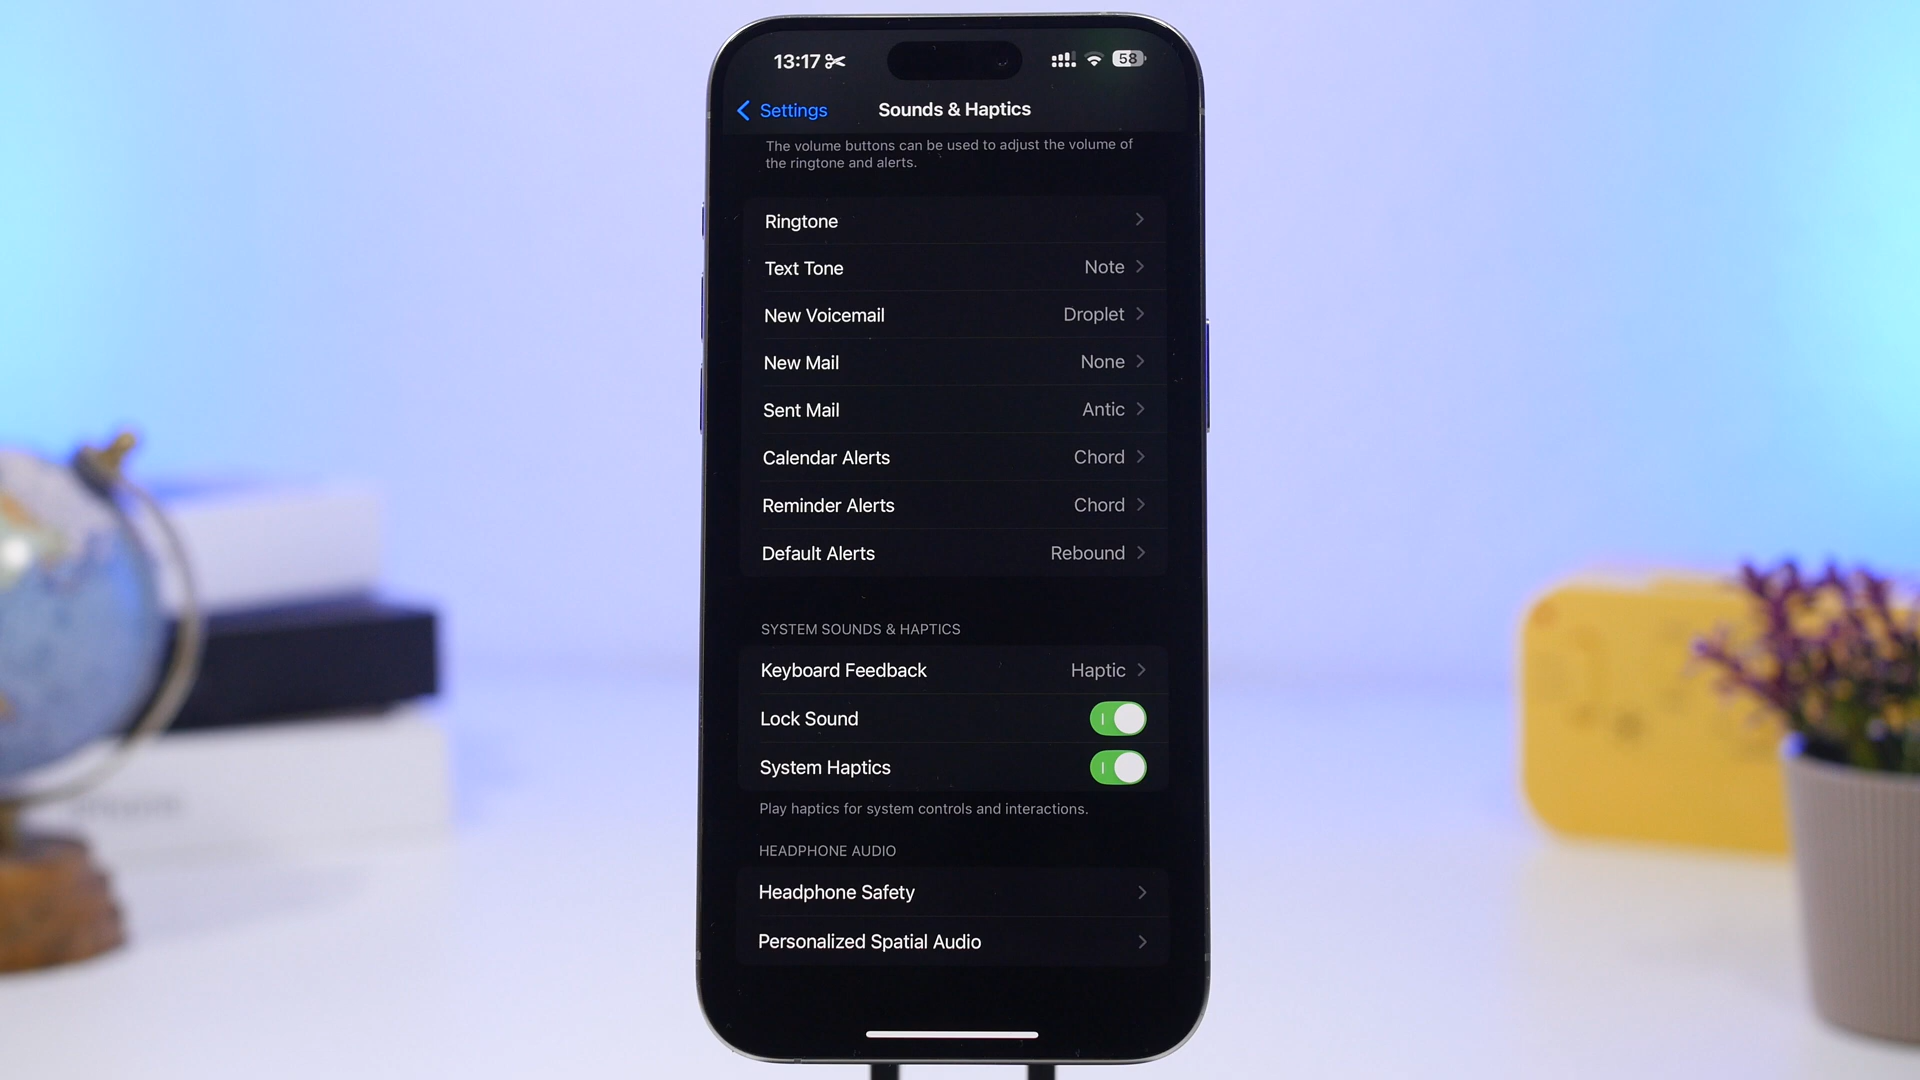 13:17
58
Settings
Sounds & Haptics
The volume buttons can be used to adjust the volume of
the ringtone and alerts.
Ringtone
Text Tone Note
New Voicemail Droplet
New Mail None
Sent Mail Antic
Calendar Alerts Chord
Reminder Alerts Chord
Default Alerts Rebound
SYSTEM SOUNDS & HAPTICS
Keyboard Feedback Haptic
Lock Sound
System Haptics
Play haptics for system controls and interactions.
HEADPHONE AUDIO
Headphone Safety
Personalized Spatial Audio